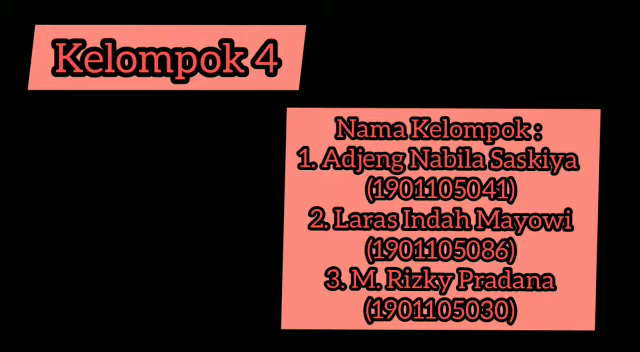 Kelompok 4
Nama Kelompok :
1. Adjeng Nabila Saskiya
(1901105041)
2. Laras Indah Mayowi
(1901105086)
3. M. Rizky Pradana
(1901105030)